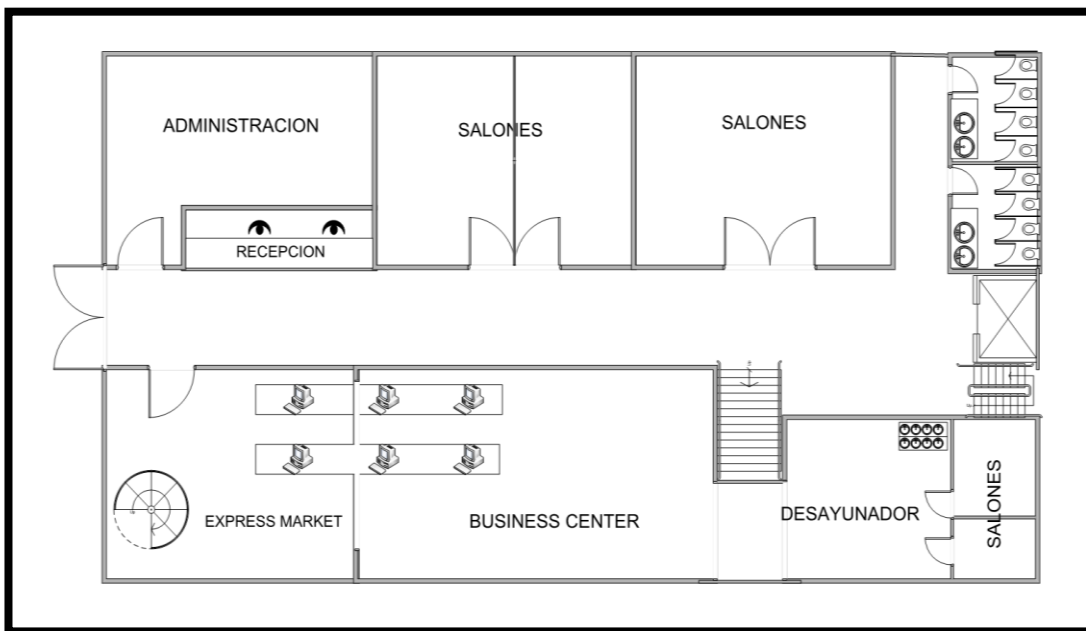 ADMINISTRACION
SALONES
SALONES
RECEPCION
EXPRESS MARKET
BUSINESS CENTER
DESAYUNADOR
SALONES